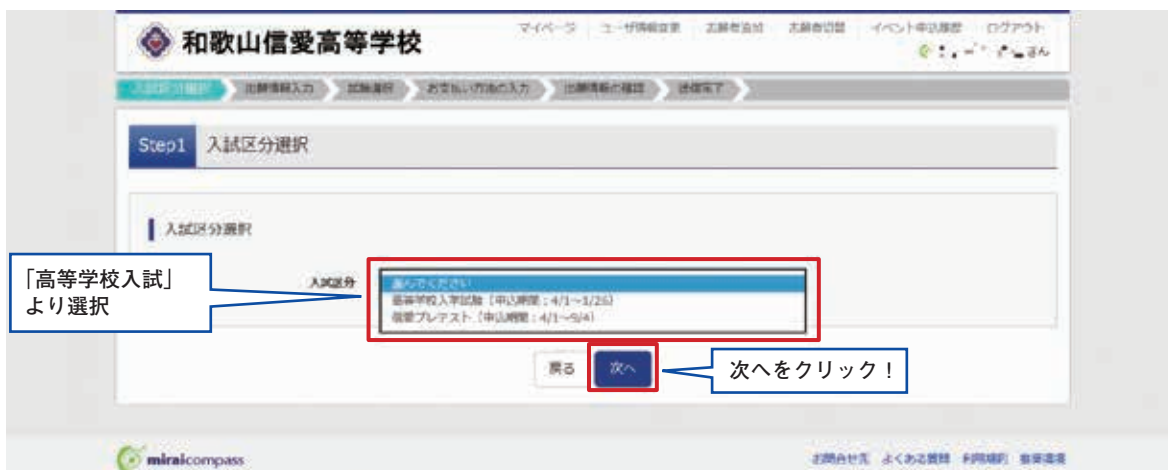 和歌山信愛高等学校
マイページ ユーザ情報変更 志願者追加 志願者切替 イベント申込履歴 ログアウト
さん
入試区分選択 出願情報入力 試験選択 お支払い方法の入力 出願情報の確認 送信完了
Step1 入試区分選択
入試区分選択
「高等学校入試」
より選択
入試区分
選んでください
高等学校入学試験（申込期間：4/1～1/26）
信愛プレテスト（申込期間：4/1～9/4）
戻る 次へ
次へをクリック！
miraicompass
お問合せ先 よくある質問 利用規約 推奨環境